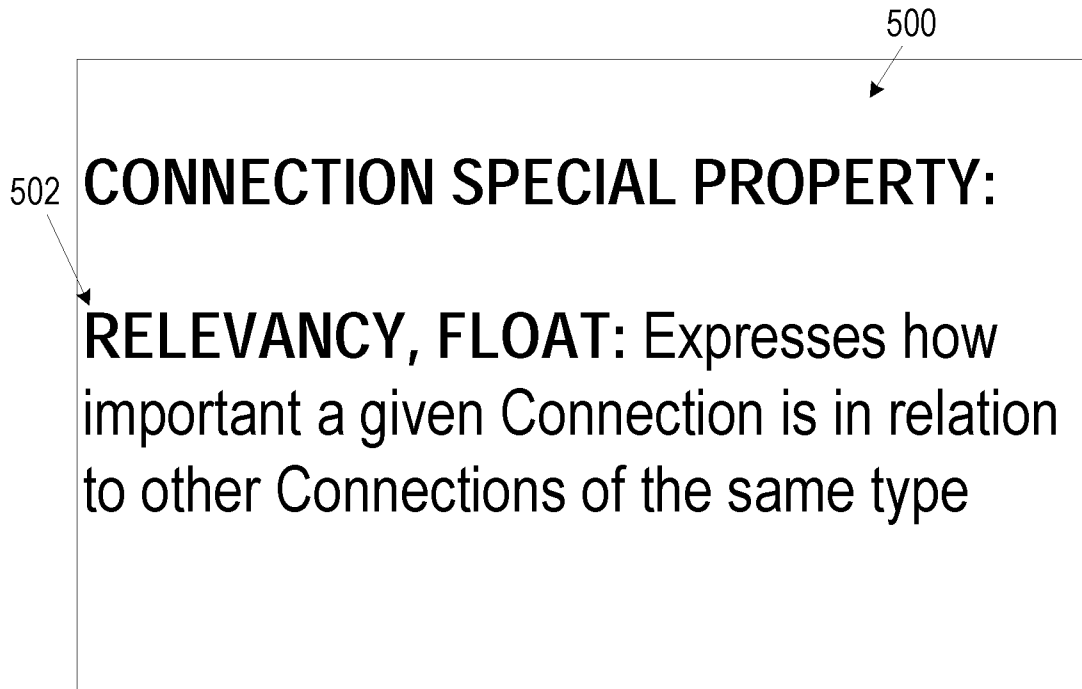 500
502
CONNECTION SPECIAL PROPERTY:
RELEVANCY, FLOAT: Expresses how
important a given Connection is in relation
to other Connections of the same type